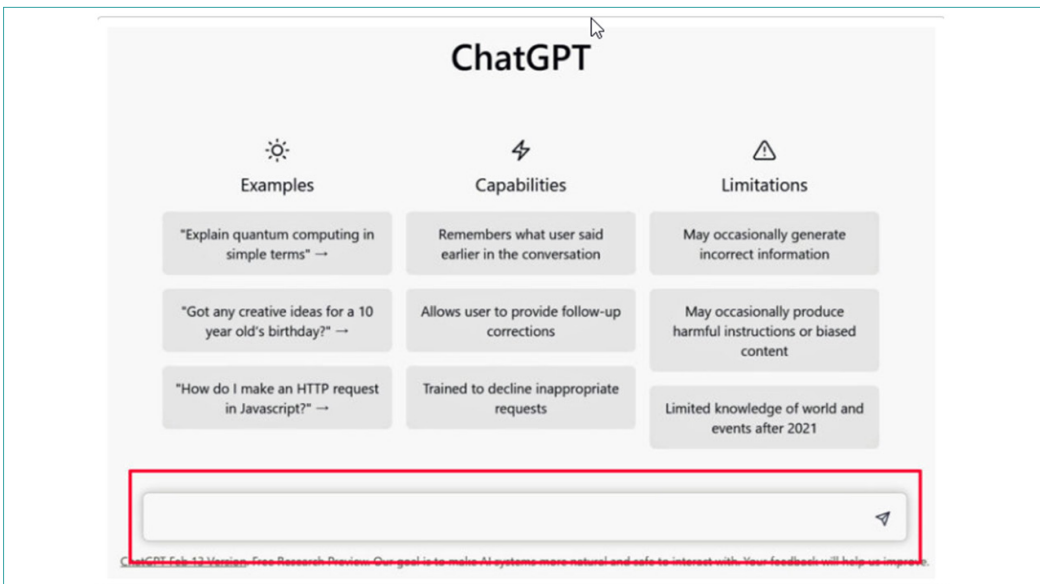 ChatGPT
Examples
"Explain quantum computing in
simple terms" →
"Got any creative ideas for a 10
year old's birthday?" →
"How do I make an HTTP request
in Javascript?" →
Capabilities
Remembers what user said
earlier in the conversation
Allows user to provide follow-up
corrections
Trained to decline inappropriate
requests
Limitations
May occasionally generate
incorrect information
May occasionally produce
harmful instructions or biased
content
Limited knowledge of world and
events after 2021
ChatGPT Feb 13 Version. Free Research Preview. Our goal is to make AI systems more natural and safe to interact with. Your feedback will help us improve.